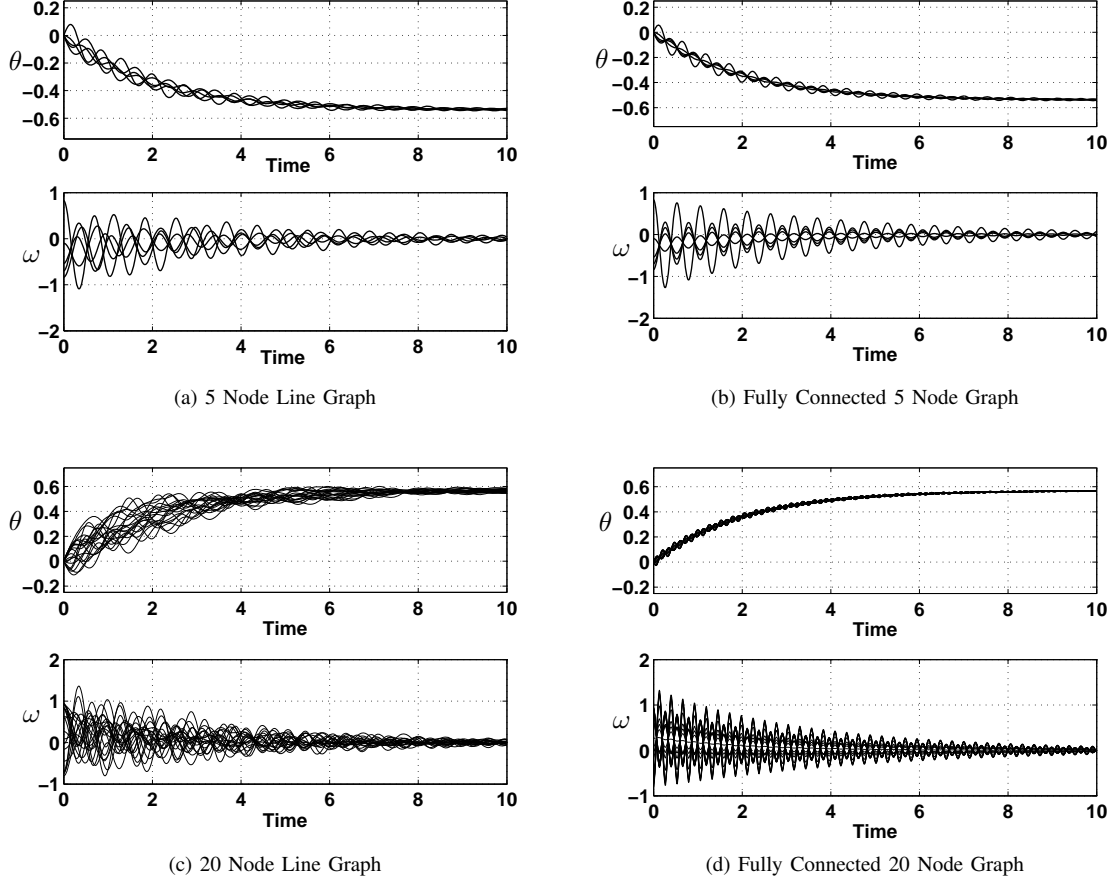 0.2
0
−0.2
−0.4
−0.6
θ
0 2 4 6 8 10
Time
1
0
−1
−2
ω
0 2 4 6 8 10
Time
(a) 5 Node Line Graph
0.2
0
−0.2
−0.4
−0.6
θ
0 2 4 6 8 10
Time
1
0
−1
−2
ω
0 2 4 6 8 10
Time
(b) Fully Connected 5 Node Graph
0.6
0.4
0.2
0
−0.2
θ
0 2 4 6 8 10
Time
2
1
0
−1
ω
0 2 4 6 8 10
Time
(c) 20 Node Line Graph
0.6
0.4
0.2
0
−0.2
θ
0 2 4 6 8 10
Time
2
1
0
−1
ω
0 2 4 6 8 10
Time
(d) Fully Connected 20 Node Graph